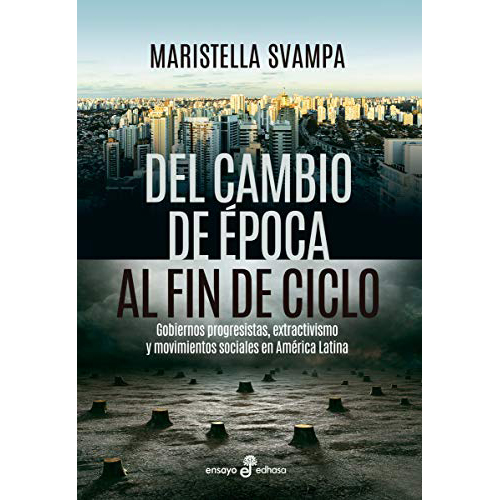 MARISTELLA SVAMPA
DEL CAMBIO
DE ÉPOCA
AL FIN DE CICLO
Gobiernos progresistas, extractivismo
y movimientos sociales en América Latina
ensayo edhasa